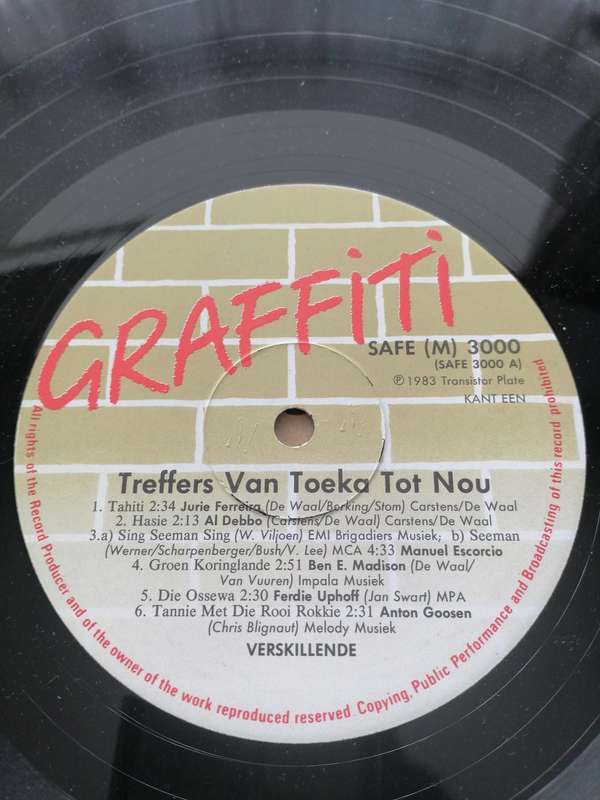 GRAFFiTi
SAFE (M) 3000
(SAFE 3000 A)
℗ 1983 Transistor Plate
KANT EEN
Treffers Van Toeka Tot Nou
1. Tahiti 2:34 Jurie Ferreira (De Waal/Berking/Stom) Carstens/De Waal
2. Hasie 2:13 Al Debbo (Carstens/De Waal) Carstens/De Waal
3.a) Sing Seeman Sing (W. Viljoen) EMI Brigadiers Musiek; b) Seeman
(Werner/Scharpenberger/Bush/V. Lee) MCA 4:33 Manuel Escorcio
4. Groen Koringlande 2:51 Ben E. Madison (De Waal/
Van Vuuren) Impala Musiek
5. Die Ossewa 2:30 Ferdie Uphoff (Jan Swart) MPA
6. Tannie Met Die Rooi Rokkie 2:31 Anton Goosen
(Chris Blignaut) Melody Musiek
VERSKILLENDE
All rights of the Record Producer and of the owner of the work reproduced reserved. Copying, Public Performance and Broadcasting of this record prohibited